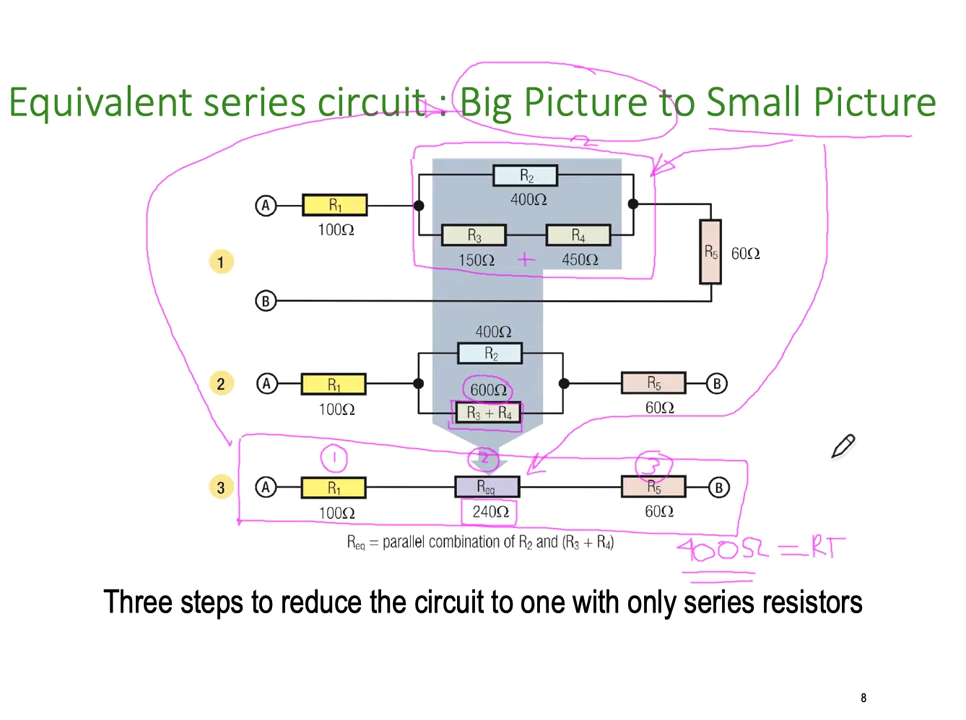 Equivalent series circuit : Big Picture to Small Picture
2
R2
400Ω
A
R1
100Ω
R3
150Ω
+
R4
450Ω
R5
60Ω
1
B
400Ω
R2
2
A
R1
100Ω
600Ω
R3 + R4
R5
60Ω
B
1
2
3
3
A
R1
100Ω
Req
240Ω
R5
60Ω
B
Req = parallel combination of R2 and (R3 + R4)
400Ω = RT
Three steps to reduce the circuit to one with only series resistors
8